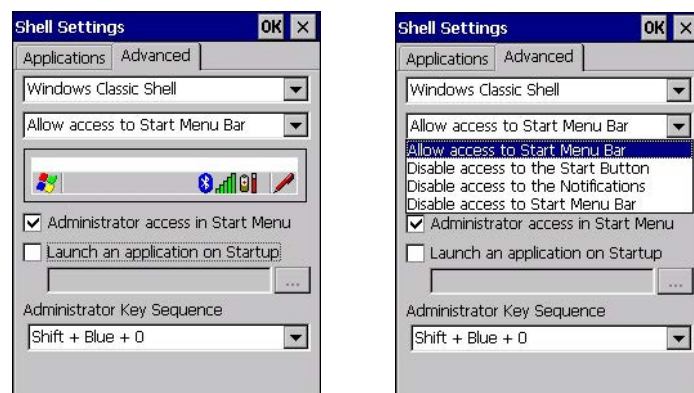 Shell Settings OK ×
Applications Advanced
Windows Classic Shell
Allow access to Start Menu Bar
Administrator access in Start Menu
Launch an application on Startup
...
Administrator Key Sequence
Shift + Blue + 0
Shell Settings OK ×
Applications Advanced
Windows Classic Shell
Allow access to Start Menu Bar
Allow access to Start Menu Bar
Disable access to the Start Button
Disable access to the Notifications
Disable access to Start Menu Bar
Administrator access in Start Menu
Launch an application on Startup
...
Administrator Key Sequence
Shift + Blue + 0